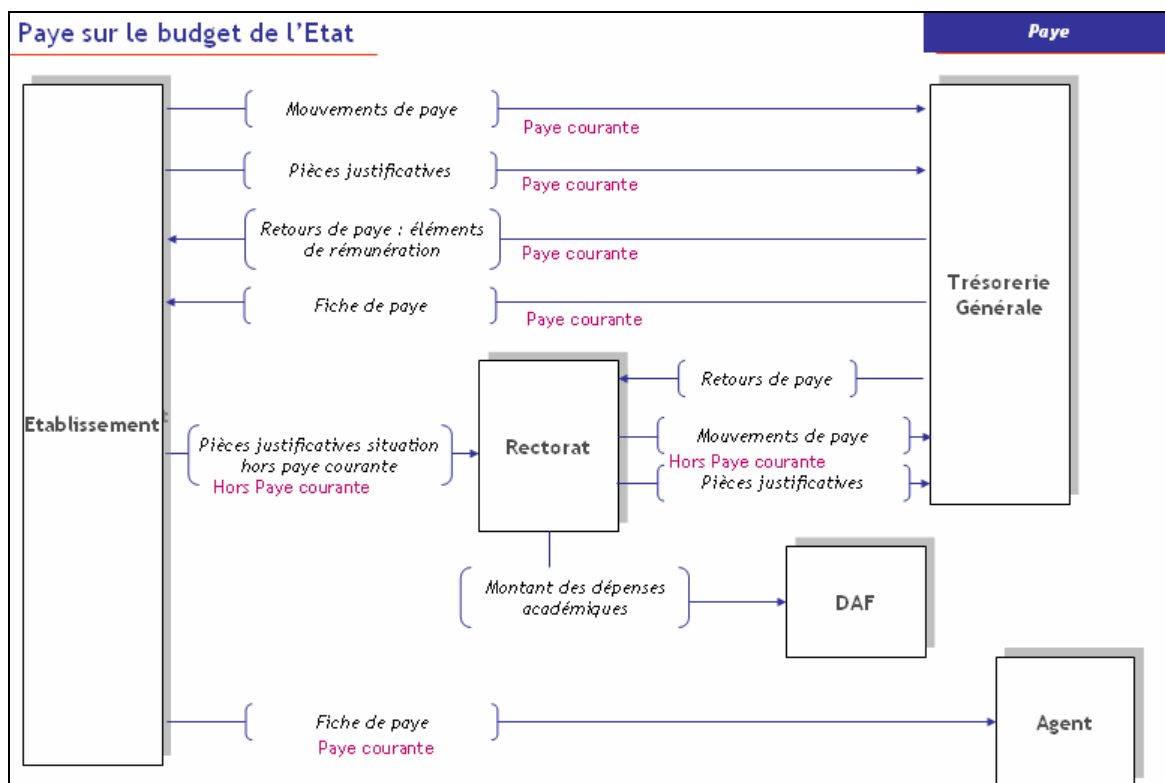 Paye sur le budget de l'Etat
Paye
Mouvements de paye
Paye courante
Pièces justificatives
Paye courante
Retours de paye : éléments
de rémunération
Paye courante
Fiche de paye
Paye courante
Trésorerie
Générale
Retours de paye
Etablissement
Pièces justificatives situation
hors paye courante
Hors Paye courante
Rectorat
Mouvements de paye
Hors Paye courante
Pièces justificatives
Montant des dépenses
académiques
DAF
Fiche de paye
Paye courante
Agent